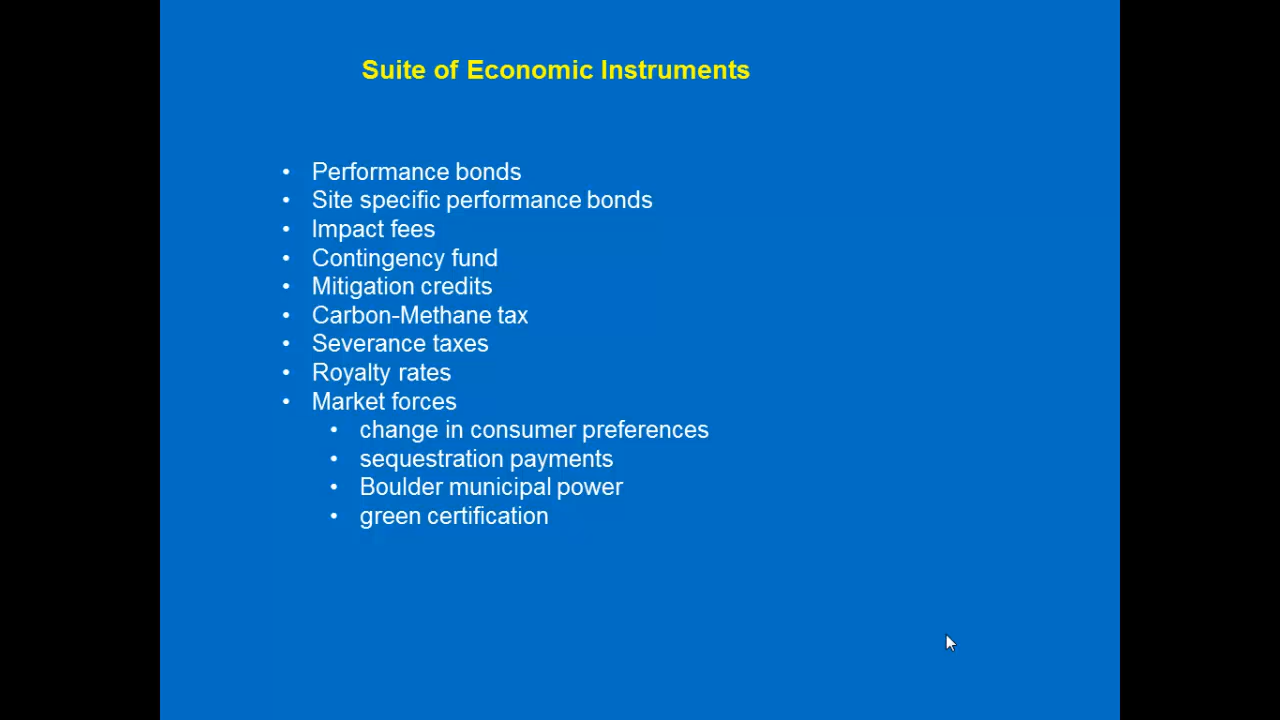 Suite of Economic Instruments
• Performance bonds
• Site specific performance bonds
• Impact fees
• Contingency fund
• Mitigation credits
• Carbon-Methane tax
• Severance taxes
• Royalty rates
• Market forces
• change in consumer preferences
• sequestration payments
• Boulder municipal power
• green certification